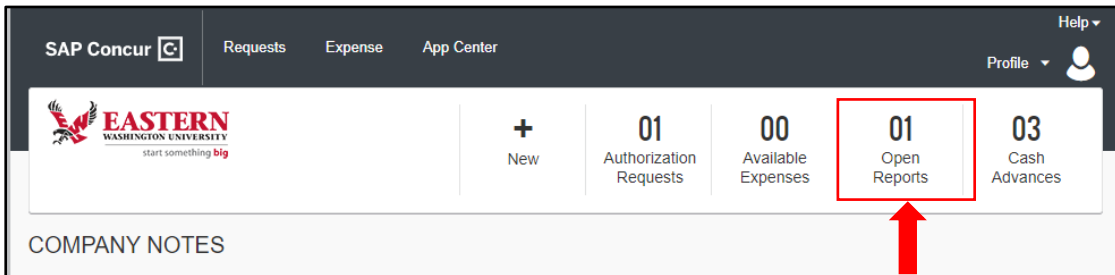 Help
SAP Concur C Requests Expense App Center
Profile
EASTERN
WASHINGTON UNIVERSITY
start something big
+
New
01
Authorization
Requests
00
Available
Expenses
01
Open
Reports
03
Cash
Advances
COMPANY NOTES